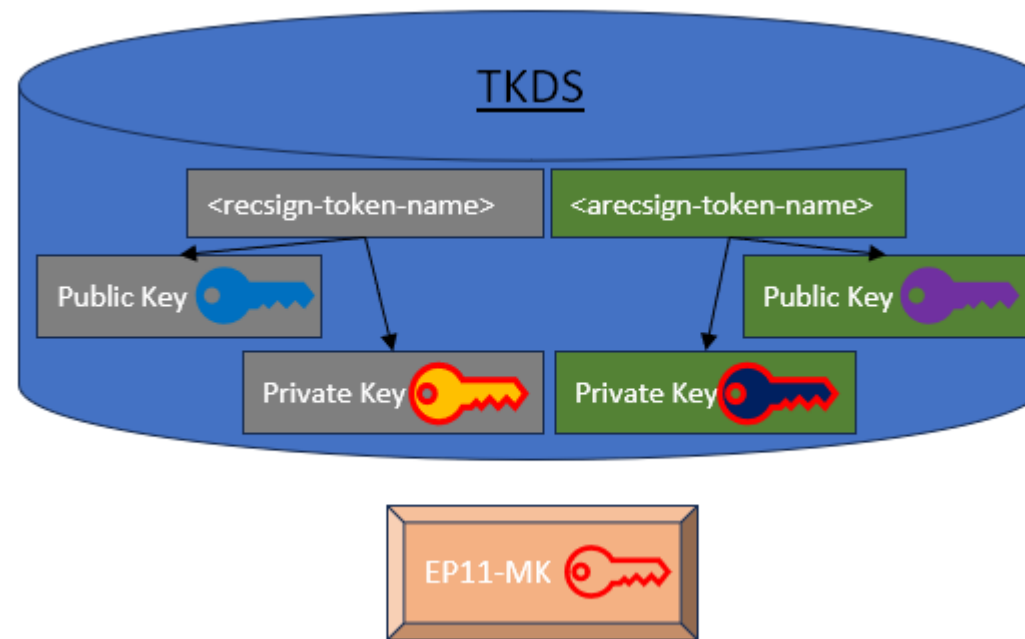 TKDS
<recsign-token-name>
<arecsign-token-name>
Public Key
Public Key
Private Key
Private Key
EP11-MK